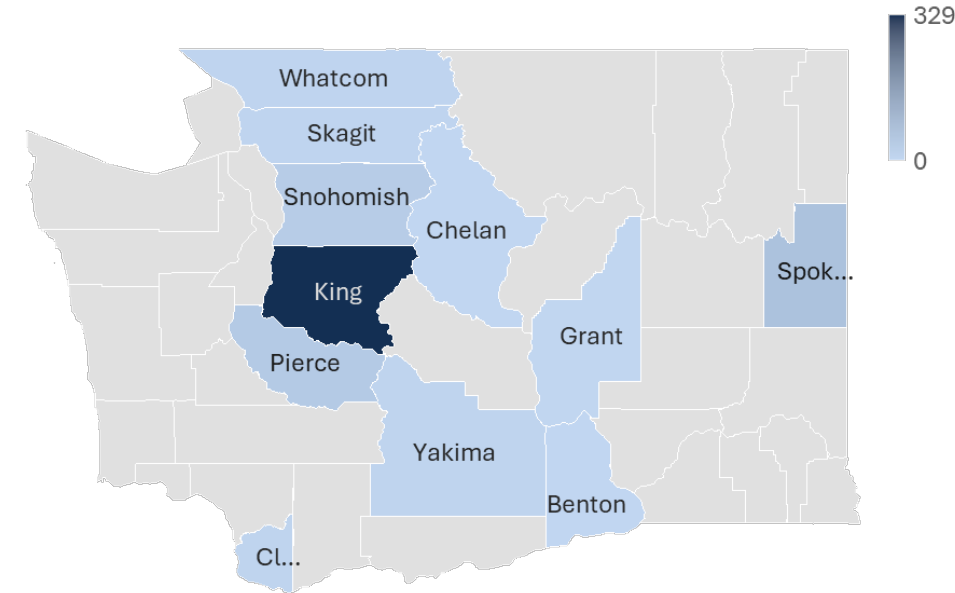 329
0
Whatcom
Skagit
Snohomish
Chelan
King
Spok...
Grant
Pierce
Yakima
Benton
Cl...